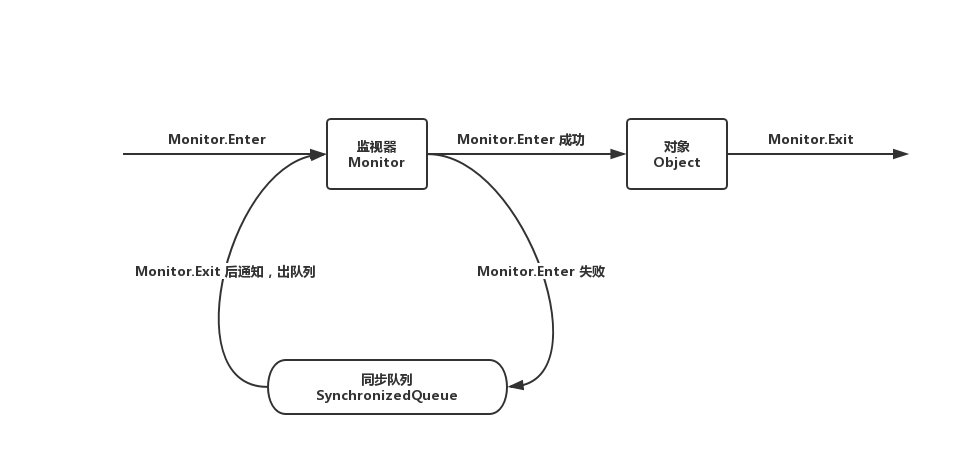 Monitor.Enter
监视器
Monitor
Monitor.Enter 成功
对象
Object
Monitor.Exit
Monitor.Exit 后通知，出队列
Monitor.Enter 失败
同步队列
SynchronizedQueue